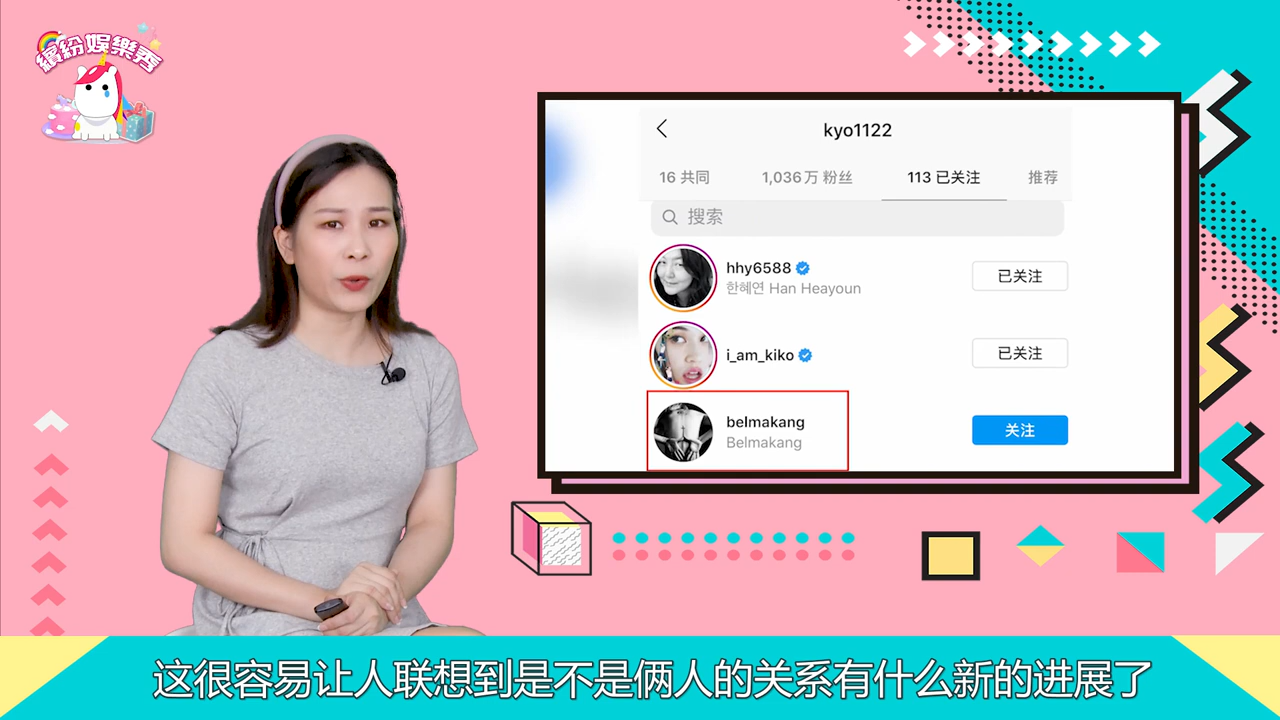 繽紛娛樂秀
kyo1122
16 共同 1,036万 粉丝 113 已关注 推荐
搜索
hhy6588 已关注
한혜연 Han Heayoun
i_am_kiko 已关注
belmakang
Belmakang
关注
这很容易让人联想到是不是俩人的关系有什么新的进展了